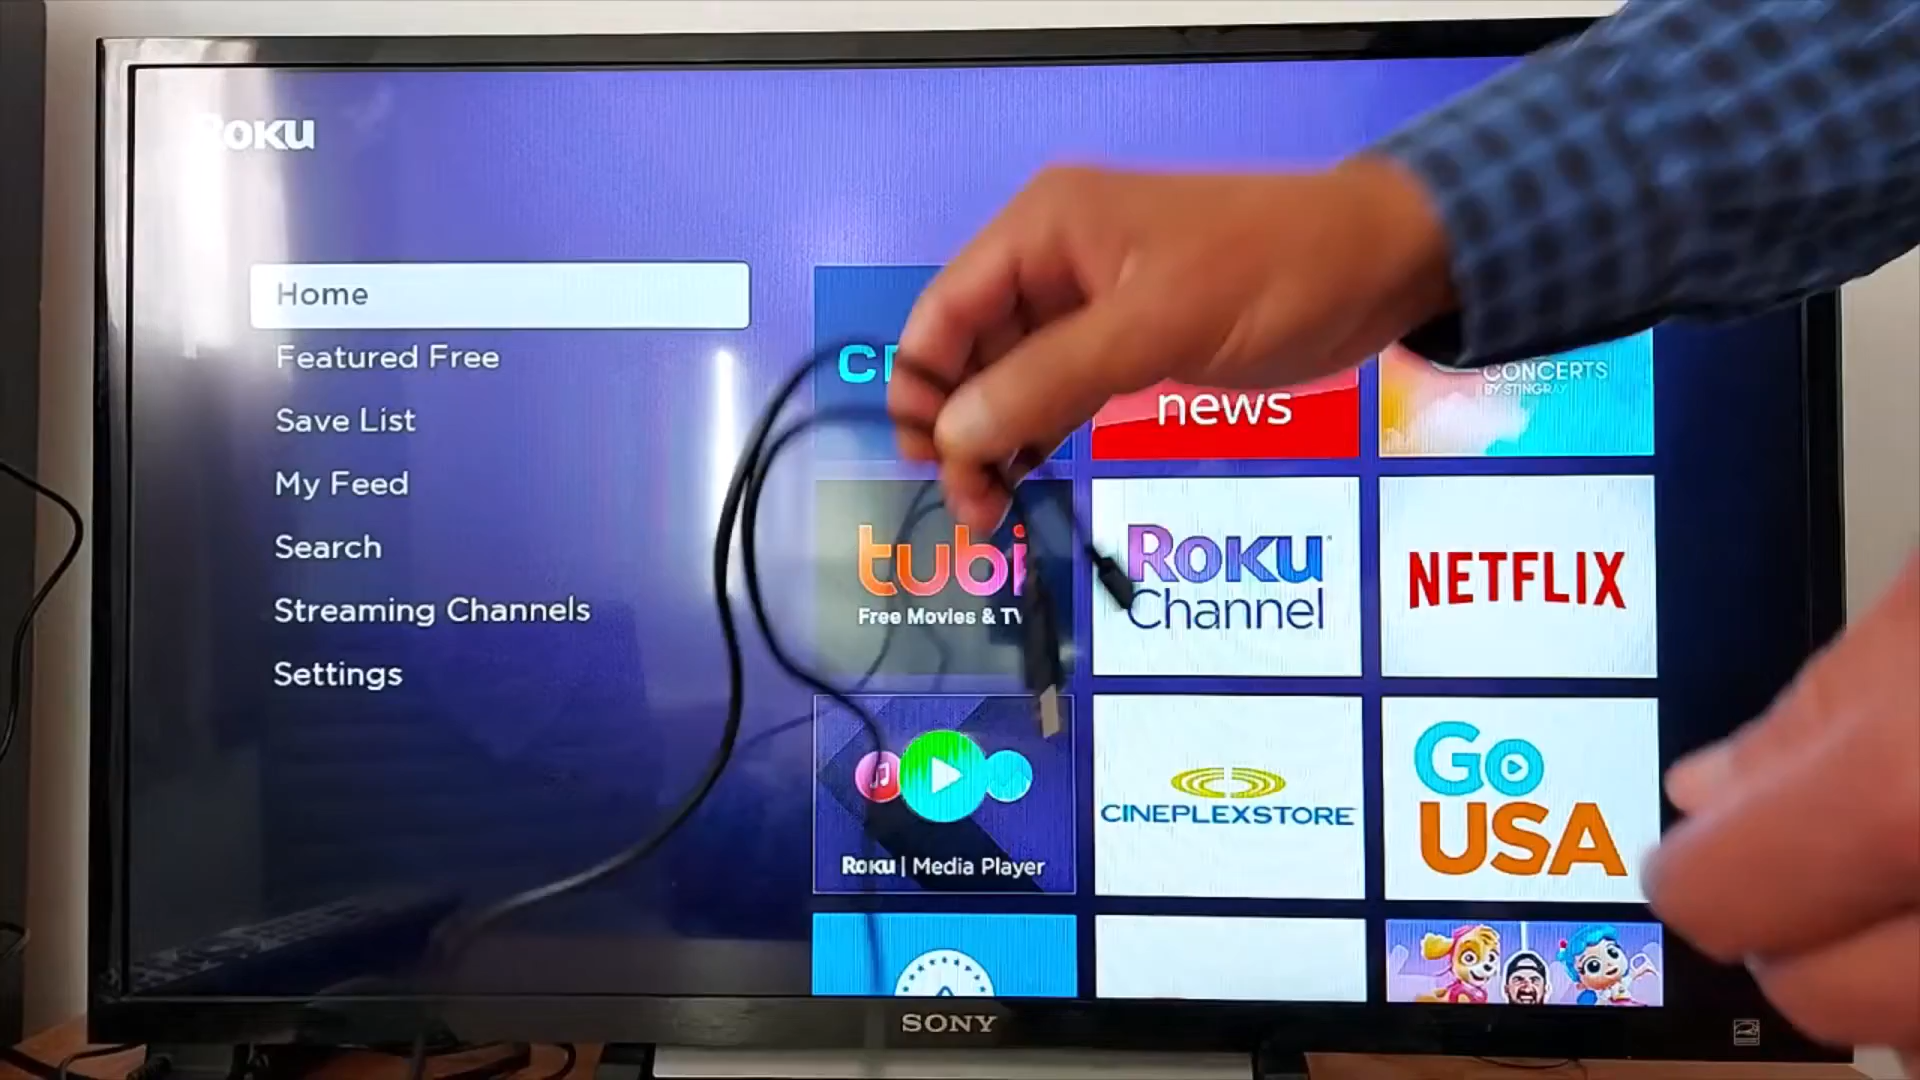 Roku
Home
Featured Free
Save List
My Feed
Search
Streaming Channels
Settings
news
CONCERTS
BY STINGRAY
tubi
Free Movies & TV
Roku
Channel
NETFLIX
Roku | Media Player
CINEPLEXSTORE
Go
USA
SONY